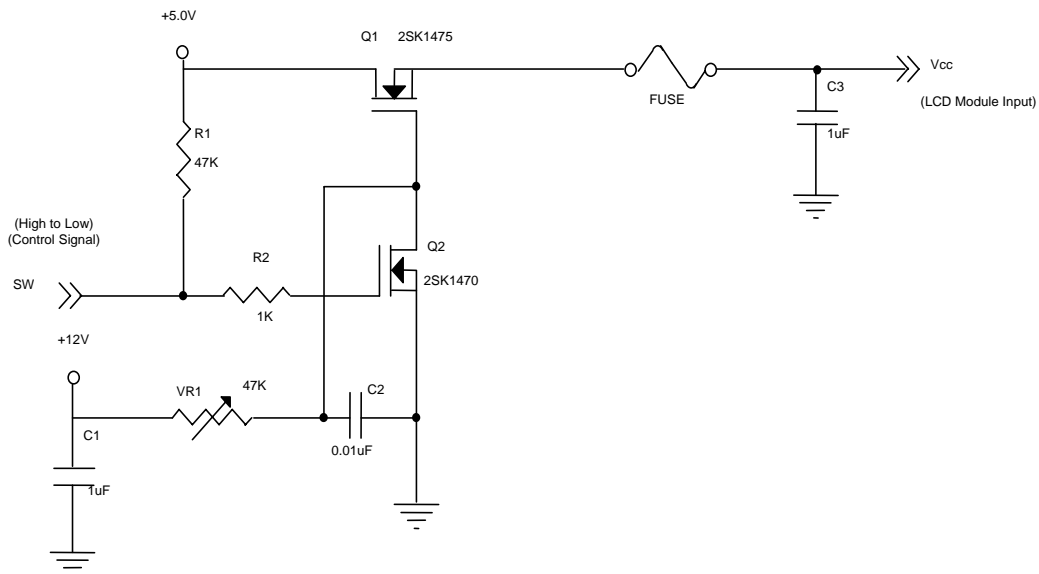 +5.0V
Q1 2SK1475
Vcc
FUSE
C3
(LCD Module Input)
R1
1uF
47K
(High to Low)
(Control Signal)
Q2
R2
SW
2SK1470
1K
+12V
VR1
47K
C2
C1
0.01uF
1uF